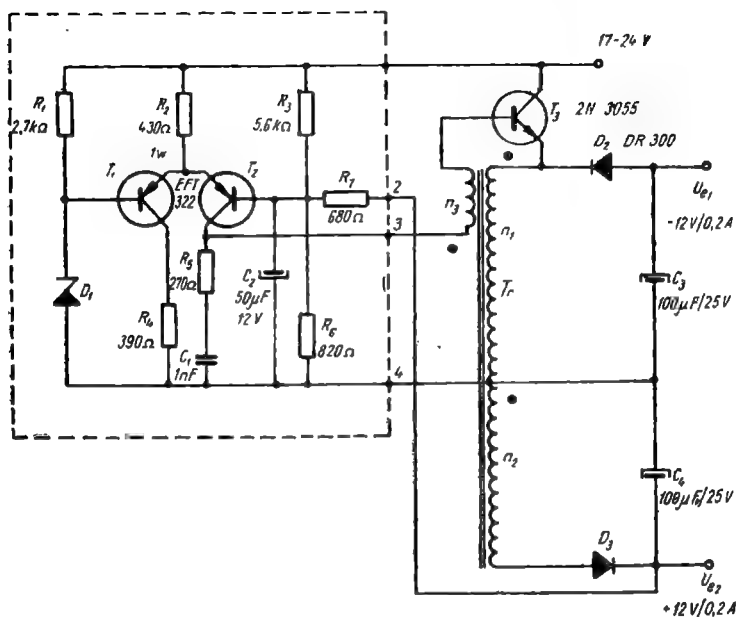 17-24 V
R1
2,7kΩ
R2
430Ω
1w
R3
5,6kΩ
T3
2N 3055
D2 DR 300
T1
EFT
322
T2
R7
680Ω
2
3
n3
n1
Tr
Ue1
-12V/0,2A
D1
R5
270Ω
C2
50µF
12V
C3
100µF/25V
R4
390Ω
C1
1nF
R6
820Ω
4
n2
C4
100µF/25V
D3
Ue2
+12V/0,2A